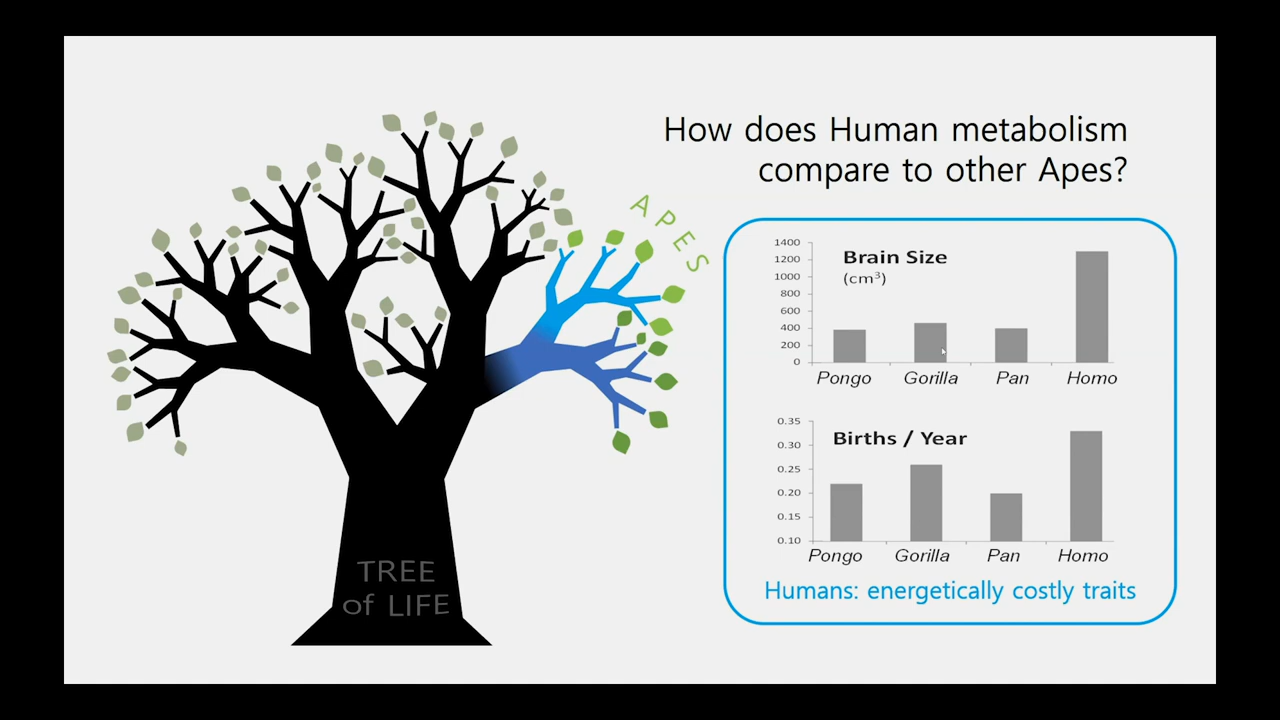 How does Human metabolism
compare to other Apes?
APES
TREE
of LIFE
Brain Size
(cm³)
1400
1200
1000
800
600
400
200
0
Pongo Gorilla Pan Homo
Births / Year
0.35
0.30
0.25
0.20
0.15
0.10
Pongo Gorilla Pan Homo
Humans: energetically costly traits